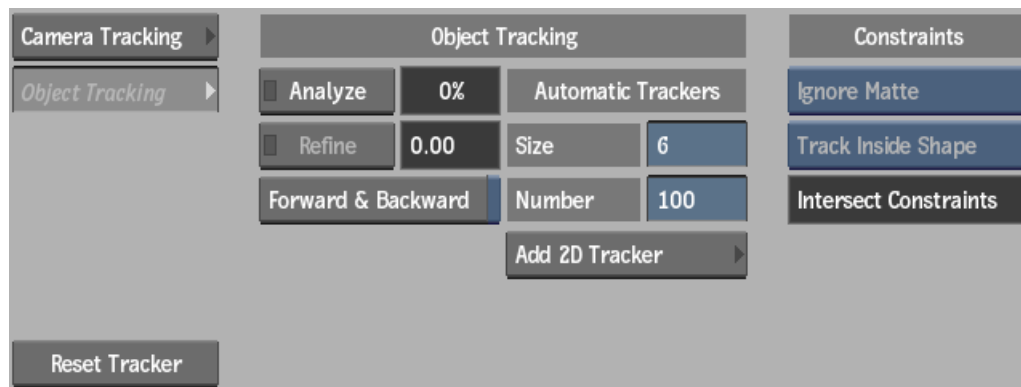 Camera Tracking
Object Tracking
Constraints
Object Tracking
Analyze
0%
Automatic Trackers
Ignore Matte
Refine
0.00
Size
6
Track Inside Shape
Forward & Backward
Number
100
Intersect Constraints
Add 2D Tracker
Reset Tracker